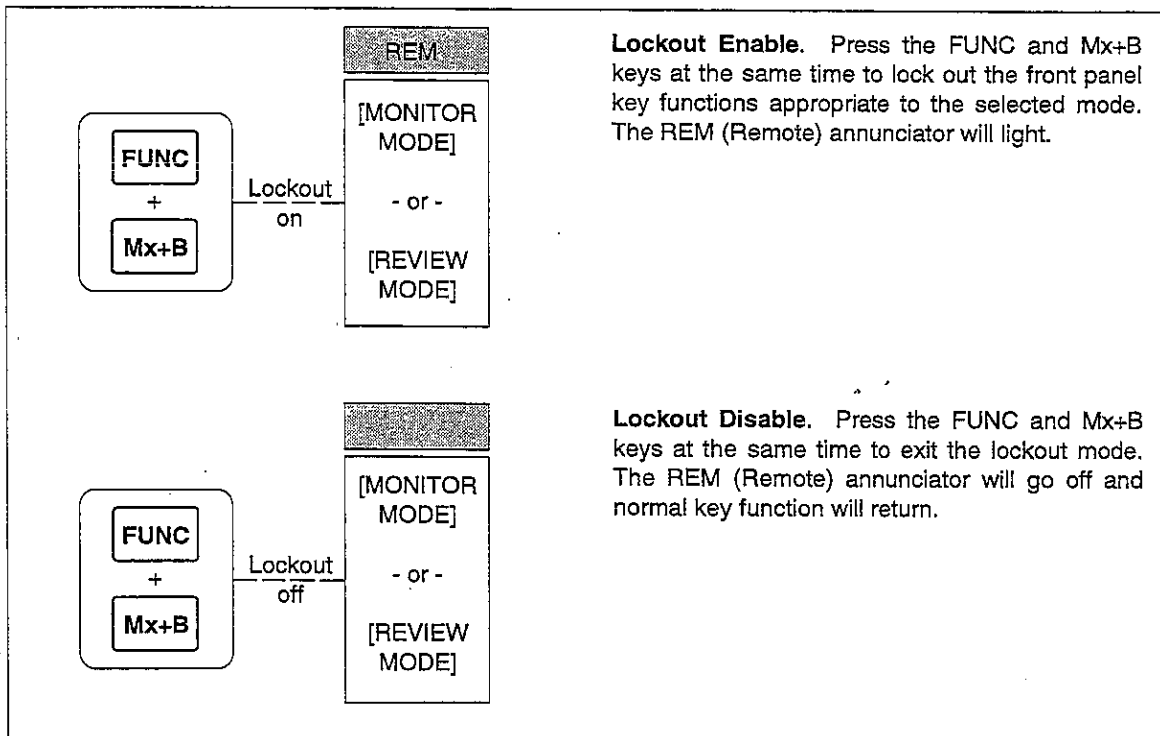 REM
[MONITOR
MODE]
- or -
[REVIEW
MODE]
FUNC
+
Mx+B
Lockout
on
Lockout Enable. Press the FUNC and Mx+B
keys at the same time to lock out the front panel
key functions appropriate to the selected mode.
The REM (Remote) annunciator will light.
[MONITOR
MODE]
- or -
[REVIEW
MODE]
FUNC
+
Mx+B
Lockout
off
Lockout Disable. Press the FUNC and Mx+B
keys at the same time to exit the lockout mode.
The REM (Remote) annunciator will go off and
normal key function will return.